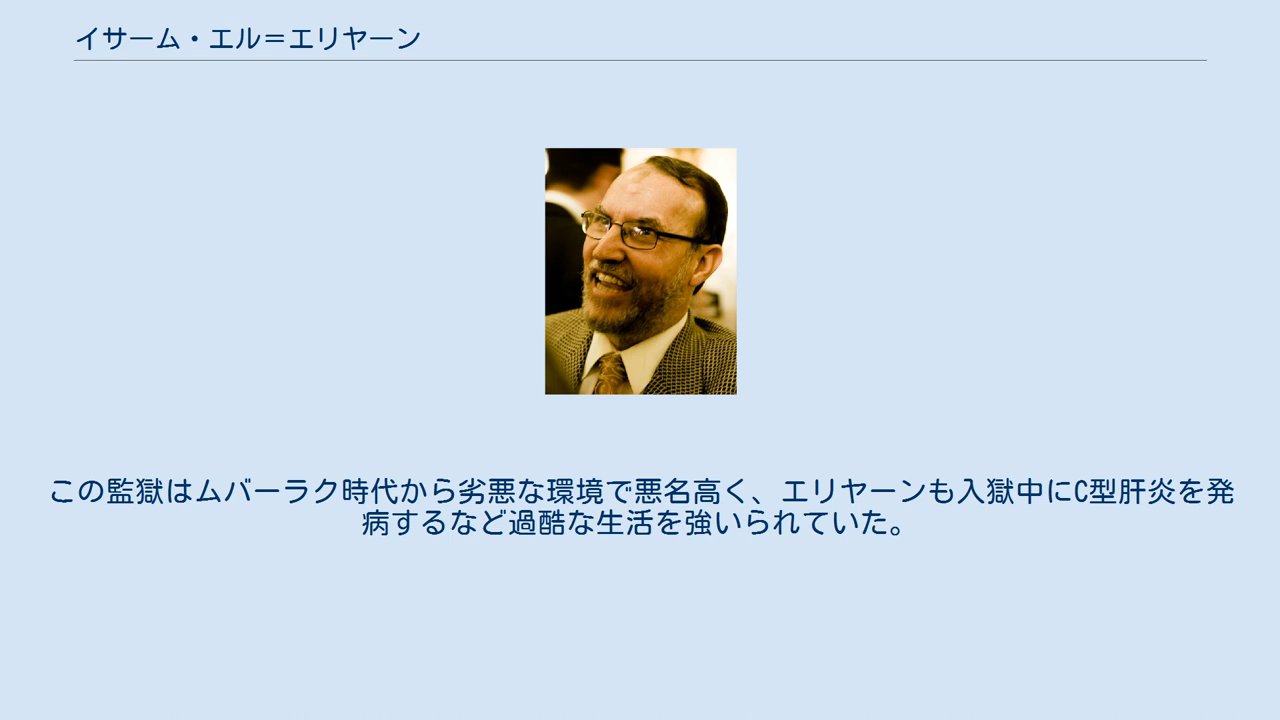 イサーム・エル＝エリヤーン
この監獄はムバーラク時代から劣悪な環境で悪名高く、エリヤーンも入獄中にC型肝炎を発
病するなど過酷な生活を強いられていた。